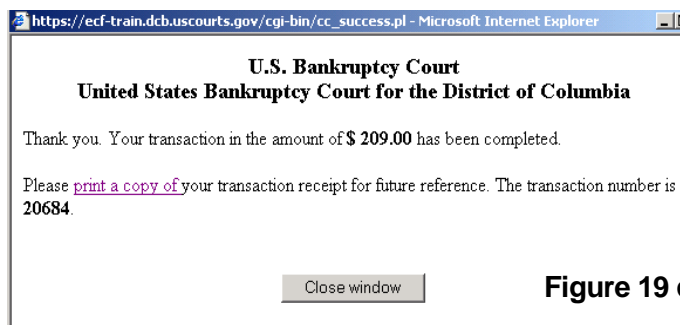 https://ecf-train.dcb.uscourts.gov/cgi-bin/cc_success.pl - Microsoft Internet Explorer
U.S. Bankruptcy Court
United States Bankruptcy Court for the District of Columbia
Thank you. Your transaction in the amount of $ 209.00 has been completed.
Please print a copy of your transaction receipt for future reference. The transaction number is
20684.
Close window
Figure 19